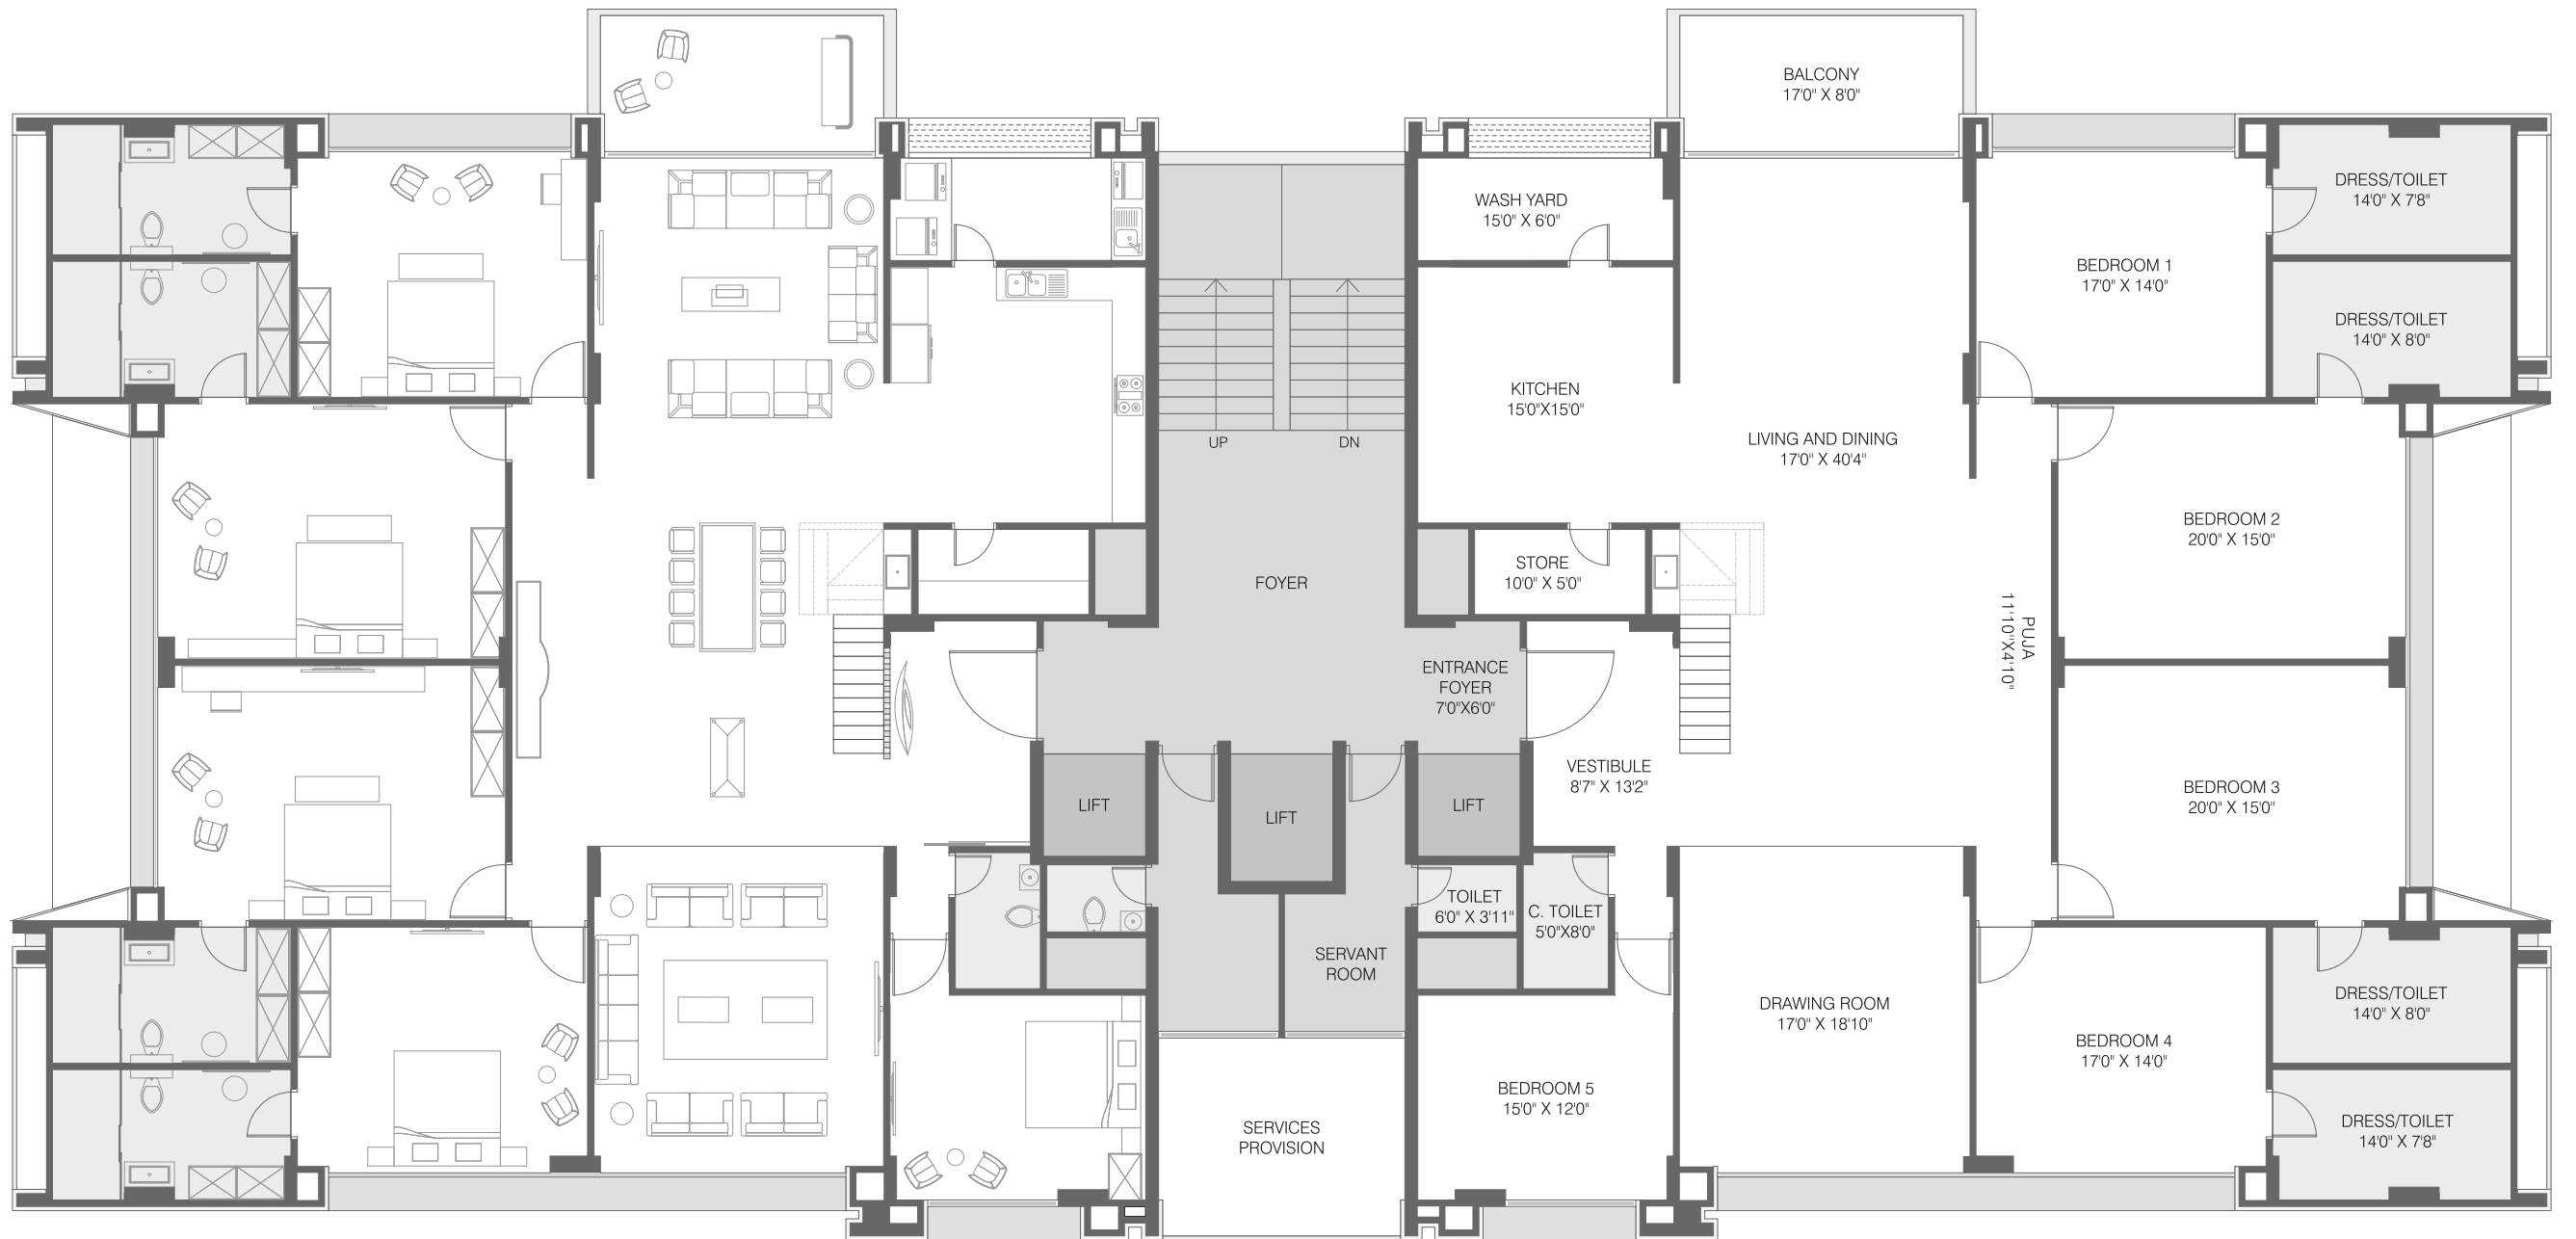 BALCONY
17'0" X 8'0"
WASH YARD
15'0" X 6'0"
DRESS/TOILET
14'0" X 7'8"
BEDROOM 1
17'0" X 14'0"
DRESS/TOILET
14'0" X 8'0"
KITCHEN
15'0"X15'0"
UP
DN
LIVING AND DINING
17'0" X 40'4"
BEDROOM 2
20'0" X 15'0"
FOYER
STORE
10'0" X 5'0"
PUJA
11'10"X4'10"
ENTRANCE
FOYER
7'0"X6'0"
VESTIBULE
8'7" X 13'2"
BEDROOM 3
20'0" X 15'0"
LIFT
LIFT
LIFT
TOILET
6'0" X 3'11"
C. TOILET
5'0"X8'0"
SERVANT
ROOM
DRAWING ROOM
17'0" X 18'10"
DRESS/TOILET
14'0" X 8'0"
BEDROOM 4
17'0" X 14'0"
BEDROOM 5
15'0" X 12'0"
SERVICES
PROVISION
DRESS/TOILET
14'0" X 7'8"